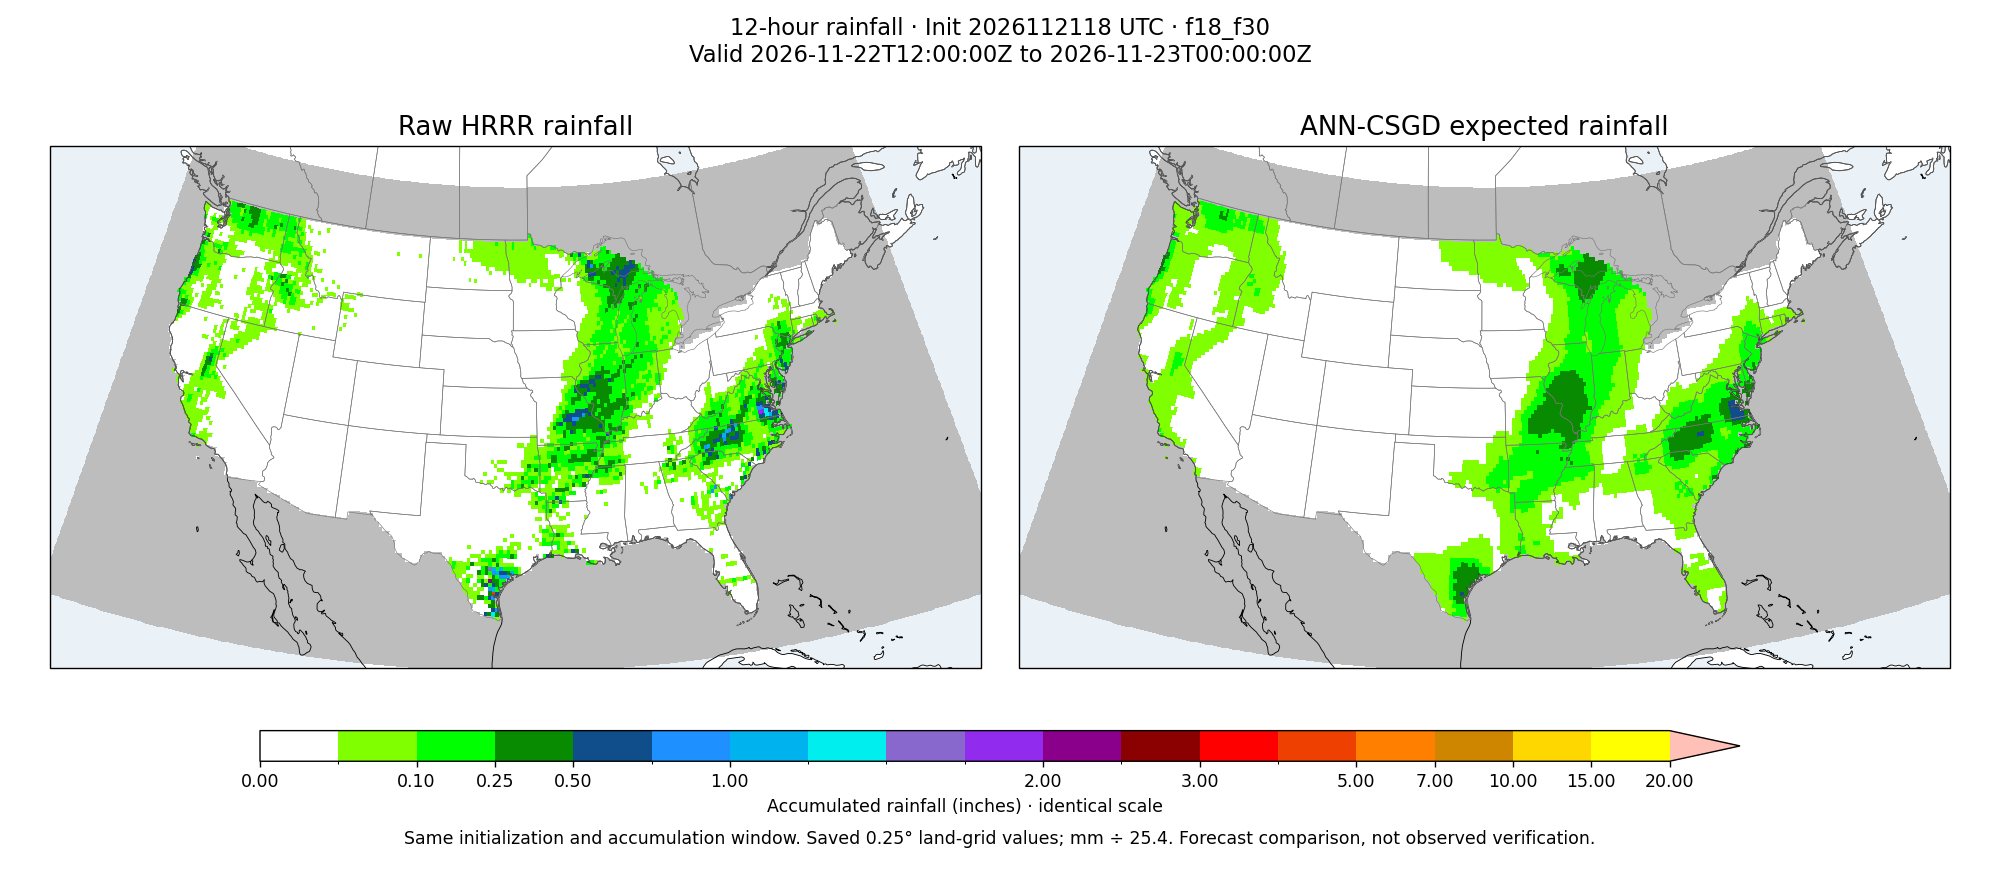 12-hour rainfall · Init 2026112118 UTC · f18_f30
Valid 2026-11-22T12:00:00Z to 2026-11-23T00:00:00Z
Raw HRRR rainfall
ANN-CSGD expected rainfall
0.00 0.10 0.25 0.50 1.00 2.00 3.00 5.00 7.00 10.00 15.00 20.00
Accumulated rainfall (inches) · identical scale
Same initialization and accumulation window. Saved 0.25° land-grid values; mm ÷ 25.4. Forecast comparison, not observed verification.